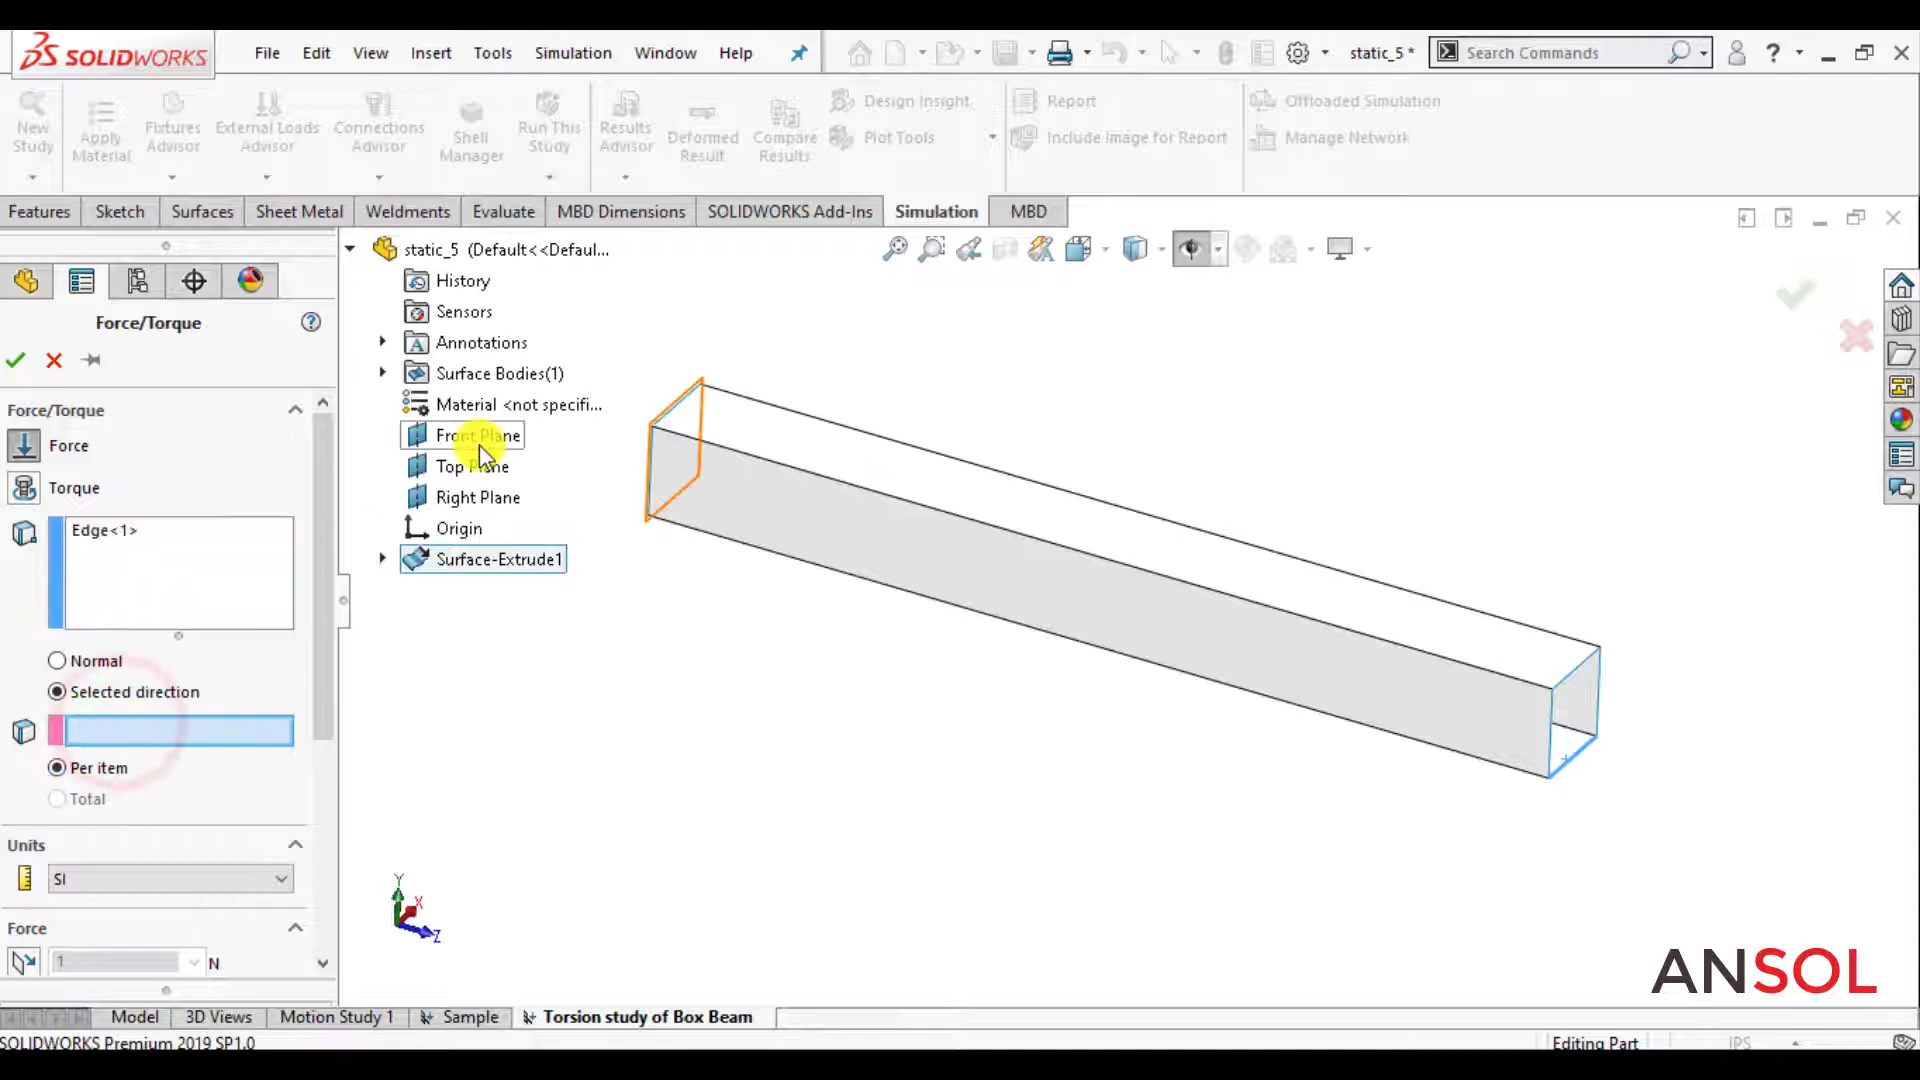 SOLIDWORKS File Edit View Insert Tools Simulation Window Help static_5 * Search Commands ?
New Study
Apply Material
Fixtures Advisor
External Loads Advisor
Connections Advisor
Shell Manager
Run This Study
Results Advisor
Deformed Result
Compare Results
Design Insight
Plot Tools
Report
Include Image for Report
Offloaded Simulation
Manage Network
Features Sketch Surfaces Sheet Metal Weldments Evaluate MBD Dimensions SOLIDWORKS Add-Ins Simulation MBD
Force/Torque
?
Force/Torque
Force
Torque
Edge<1>
Normal
Selected direction
Per item
Total
Units
SI
Force
1 N
static_5 (Default<<Defaul...
History
Sensors
Annotations
Surface Bodies(1)
Material <not specifi...
Front Plane
Top Plane
Right Plane
Origin
Surface-Extrude1
Y
X
Z
ANSOL
Model 3D Views Motion Study 1 Sample Torsion study of Box Beam
SOLIDWORKS Premium 2019 SP1.0 Editing Part IPS